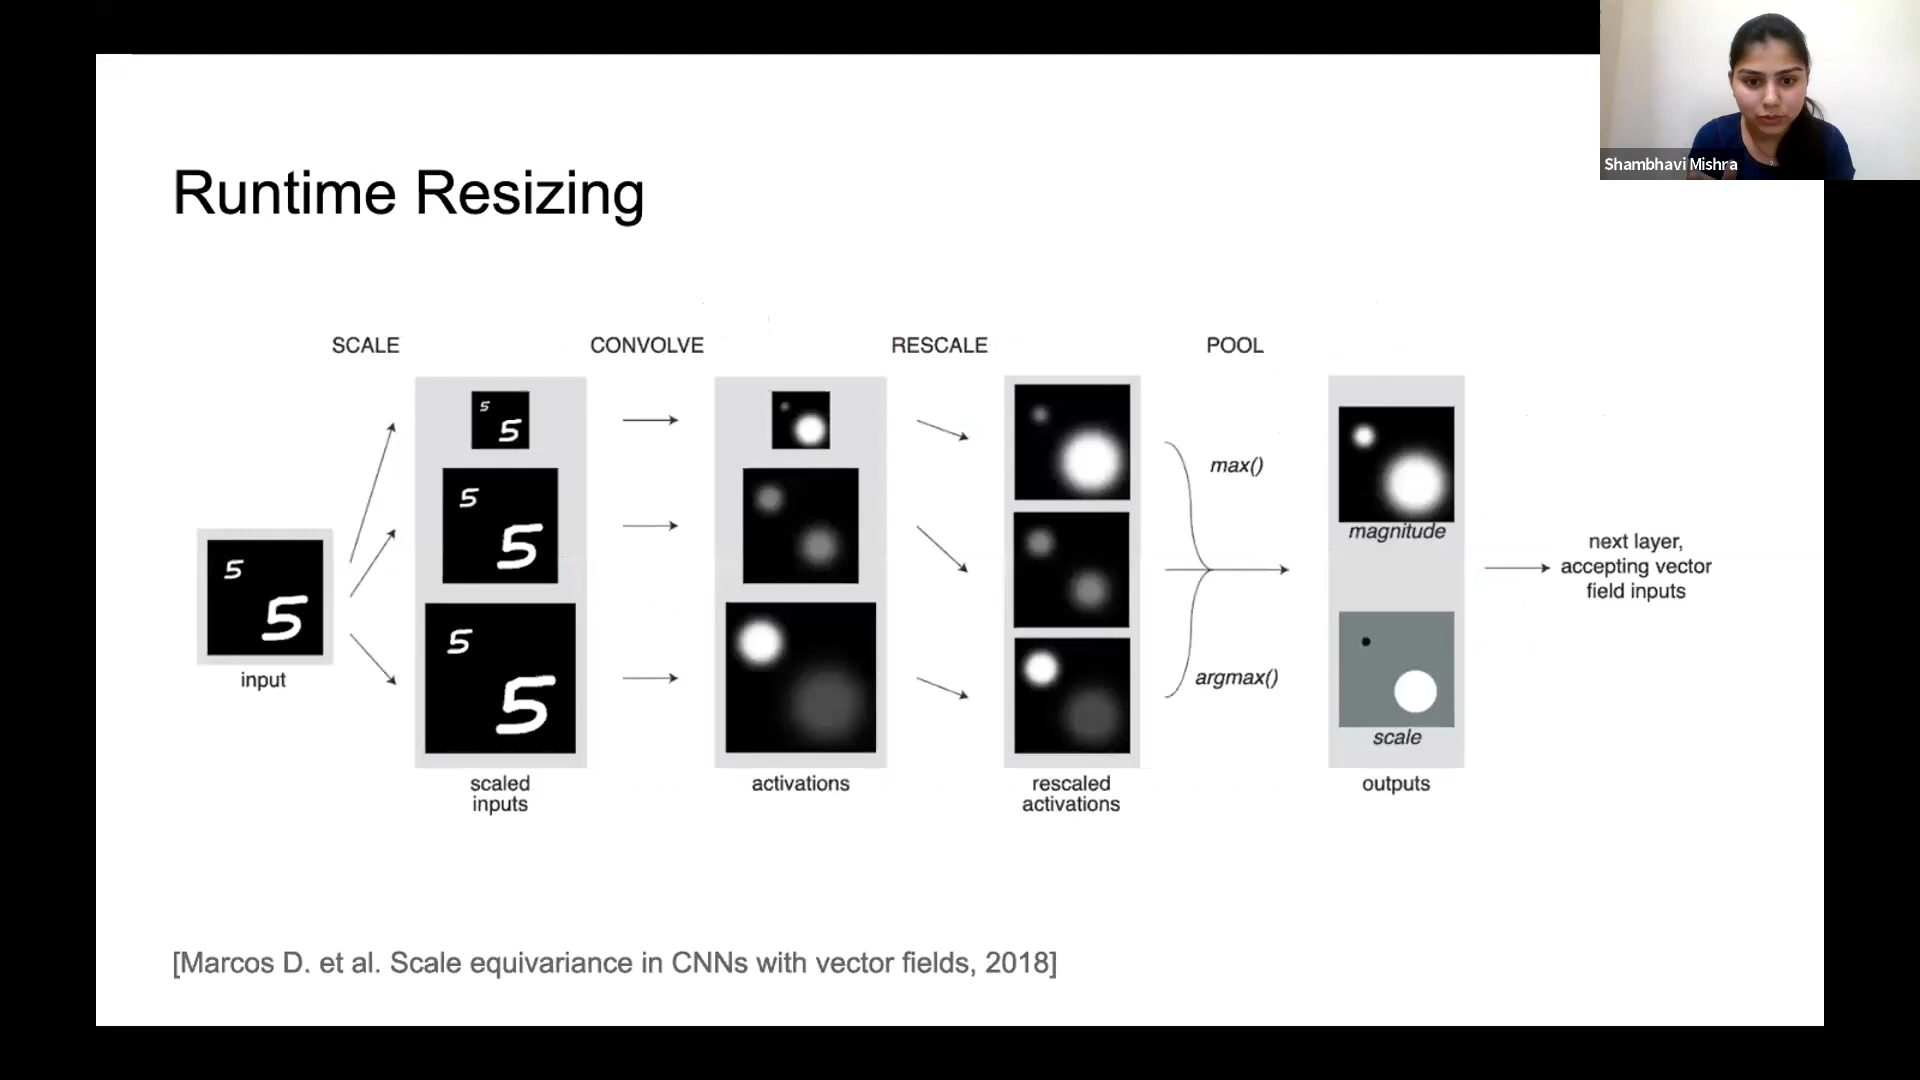 Shambhavi Mishra
Runtime Resizing
SCALE
CONVOLVE
RESCALE
POOL
5
5
5
5
5
5
5
5
input
scaled
inputs
activations
rescaled
activations
max()
argmax()
magnitude
scale
outputs
next layer,
accepting vector
field inputs
[Marcos D. et al. Scale equivariance in CNNs with vector fields, 2018]